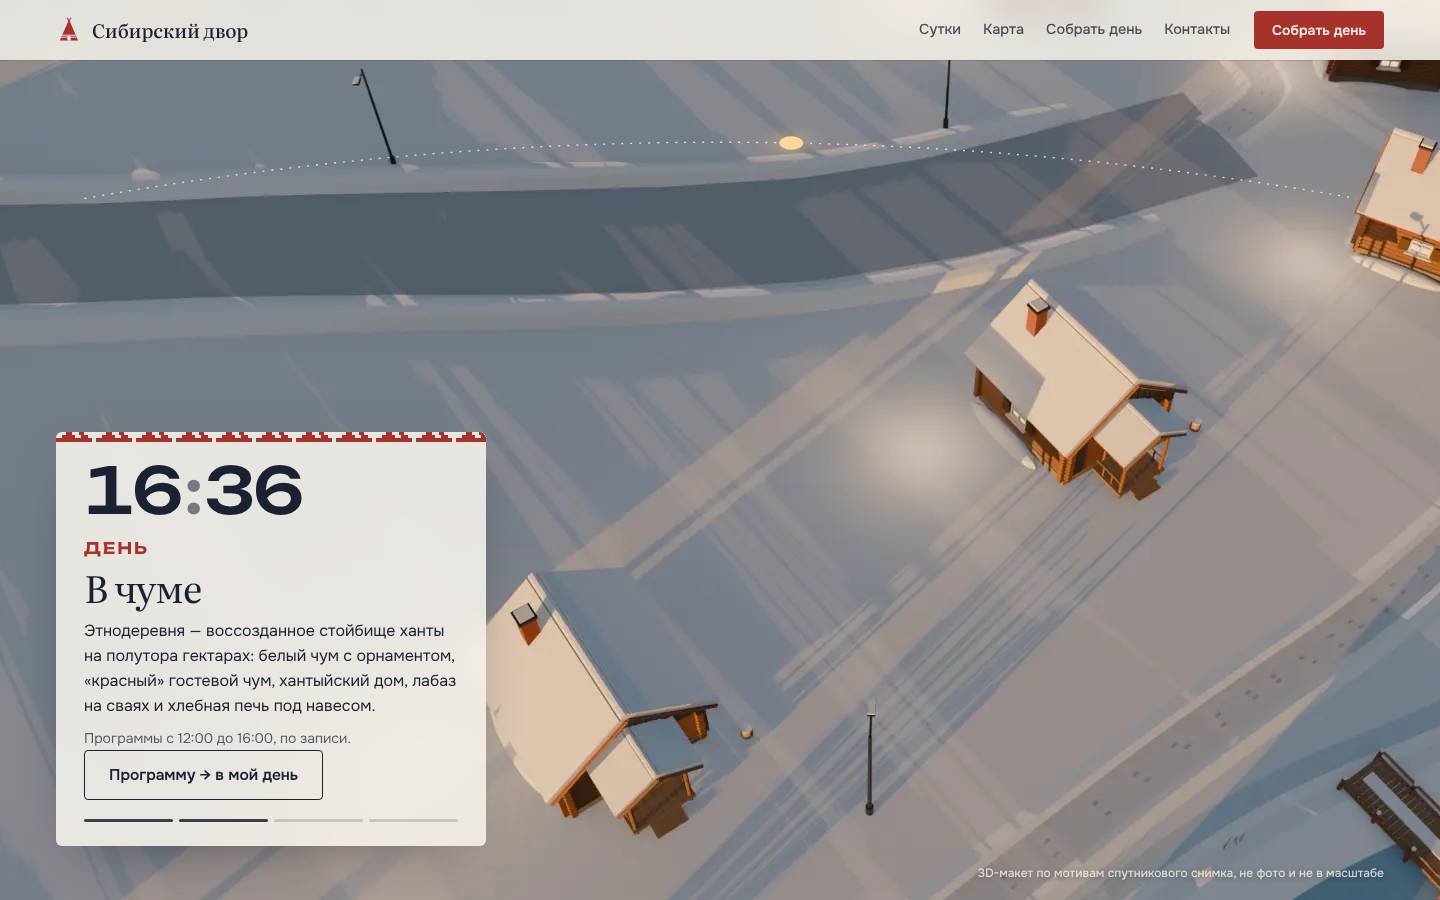 Сибирский двор
Сутки Карта Собрать день Контакты Собрать день
16:36
ДЕНЬ
В чуме
Этнодеревня — воссозданное стойбище ханты
на полутора гектарах: белый чум с орнаментом,
«красный» гостевой чум, хантыйский дом, лабаз
на сваях и хлебная печь под навесом.
Программы с 12:00 до 16:00, по записи.
Программу → в мой день
3D-макет по мотивам спутникового снимка, не фото и не в масштабе